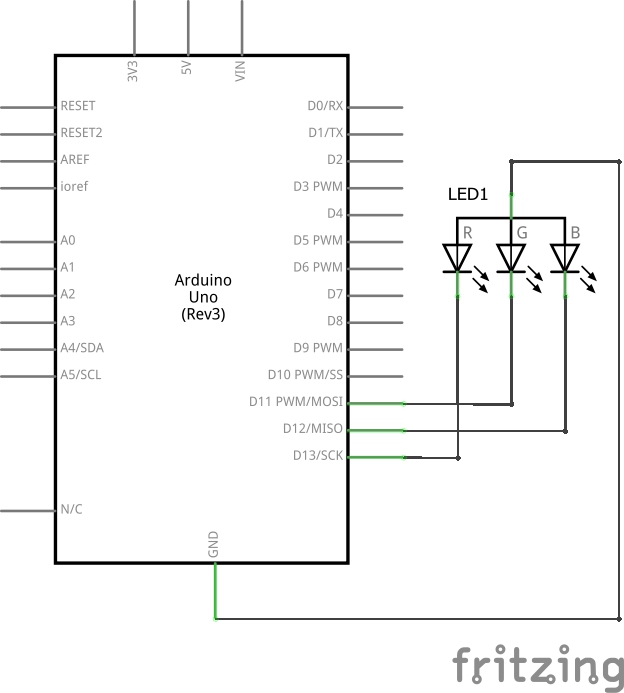 3V3
5V
VIN
RESET
RESET2
AREF
ioref
A0
A1
A2
A3
A4/SDA
A5/SCL
N/C
Arduino
Uno
(Rev3)
D0/RX
D1/TX
D2
D3 PWM
D4
D5 PWM
D6 PWM
D7
D8
D9 PWM
D10 PWM/SS
D11 PWM/MOSI
D12/MISO
D13/SCK
GND
LED1
R
G
B
fritzing